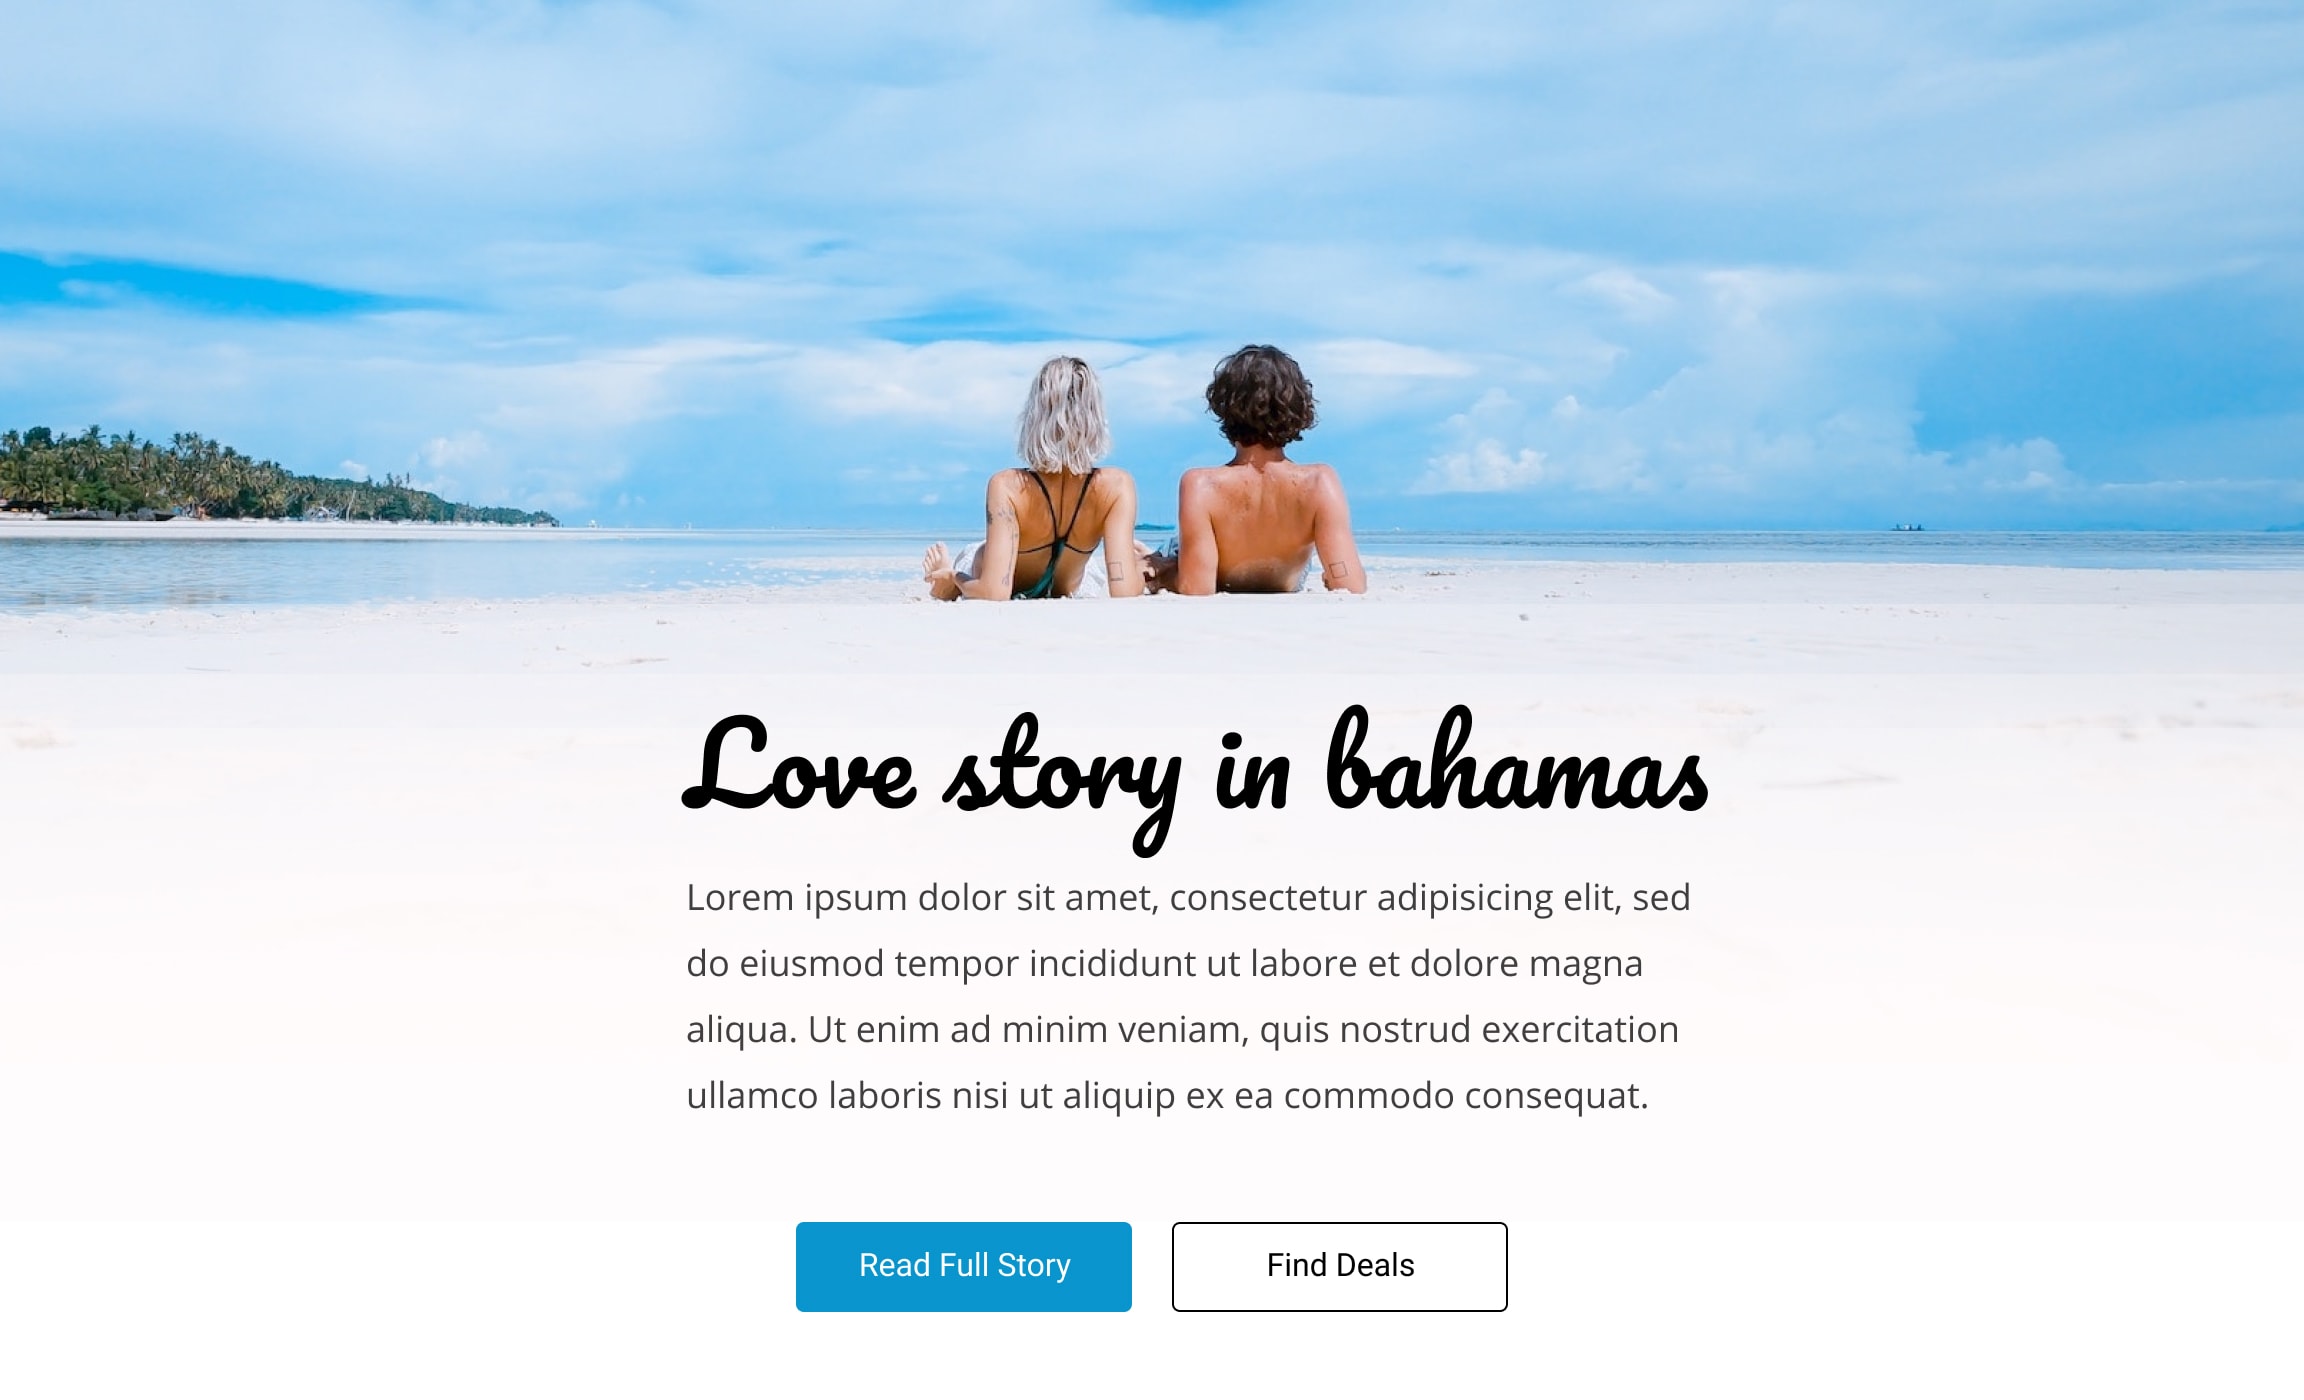 Love story in bahamas
Lorem ipsum dolor sit amet, consectetur adipisicing elit, sed
do eiusmod tempor incididunt ut labore et dolore magna
aliqua. Ut enim ad minim veniam, quis nostrud exercitation
ullamco laboris nisi ut aliquip ex ea commodo consequat.
Read Full Story
Find Deals